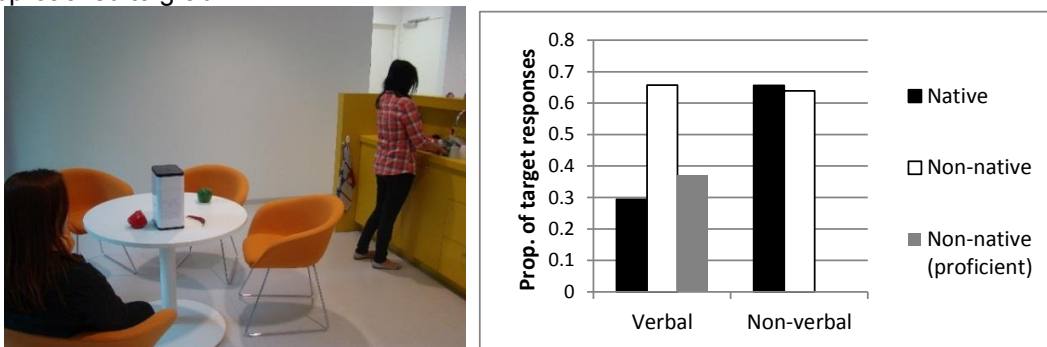 0.8
0.7
0.6
0.5
0.4
0.3
0.2
0.1
0
Prop. of target responses
Verbal
Non-verbal
Native
Non-native
Non-native
(proficient)